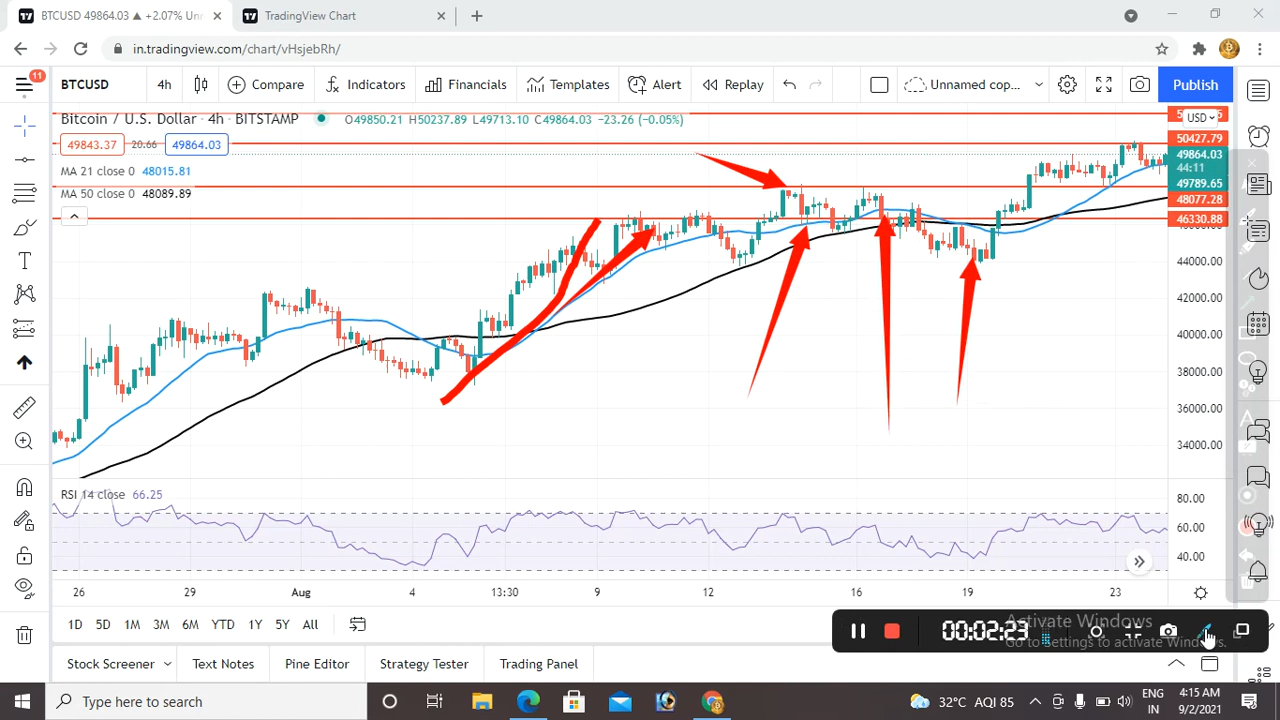 BTCUSD 49864.03 ▲ +2.07% Unn
TradingView Chart
in.tradingview.com/chart/vHsjebRh/
11
BTCUSD 4h Compare Indicators Financials Templates Alert Replay Unnamed cop... Publish
Bitcoin / U.S. Dollar · 4h · BITSTAMP O49850.21 H50237.89 L49713.10 C49864.03 −23.26 (−0.05%)
USD
49843.37 20.66 49864.03
50427.79
49864.03
44:11
MA 21 close 0 48015.81
49789.65
MA 50 close 0 48089.89
48077.28
46330.88
44000.00
42000.00
40000.00
38000.00
36000.00
34000.00
RSI 14 close 66.25
80.00
60.00
40.00
26 29 Aug 4 13:30 9 12 16 19 23
1D 5D 1M 3M 6M YTD 1Y 5Y All
00:02:23
Activate Windows
Go to Settings to activate Windows.
Stock Screener Text Notes Pine Editor Strategy Tester Trading Panel
Type here to search
32°C AQI 85
ENG
IN
4:15 AM
9/2/2021